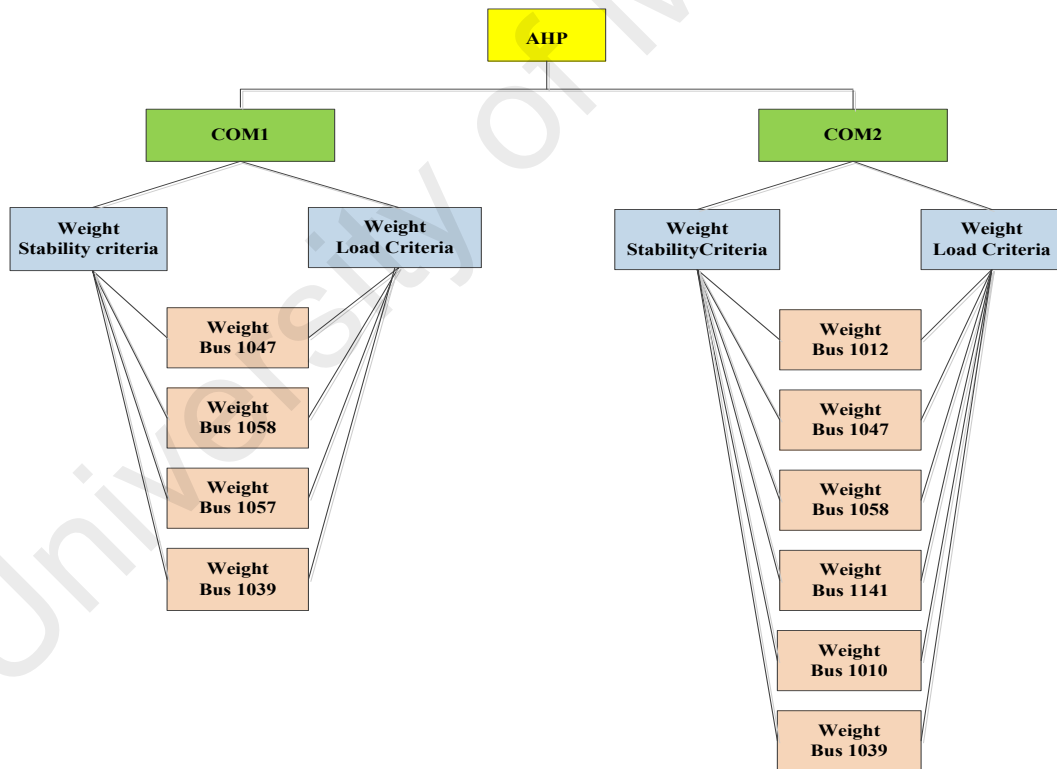 AHP
COM1
COM2
Weight
Stability criteria
Weight
Load Criteria
Weight
StabilityCriteria
Weight
Load Criteria
Weight
Bus 1047
Weight
Bus 1058
Weight
Bus 1057
Weight
Bus 1039
Weight
Bus 1012
Weight
Bus 1047
Weight
Bus 1058
Weight
Bus 1141
Weight
Bus 1010
Weight
Bus 1039
University of